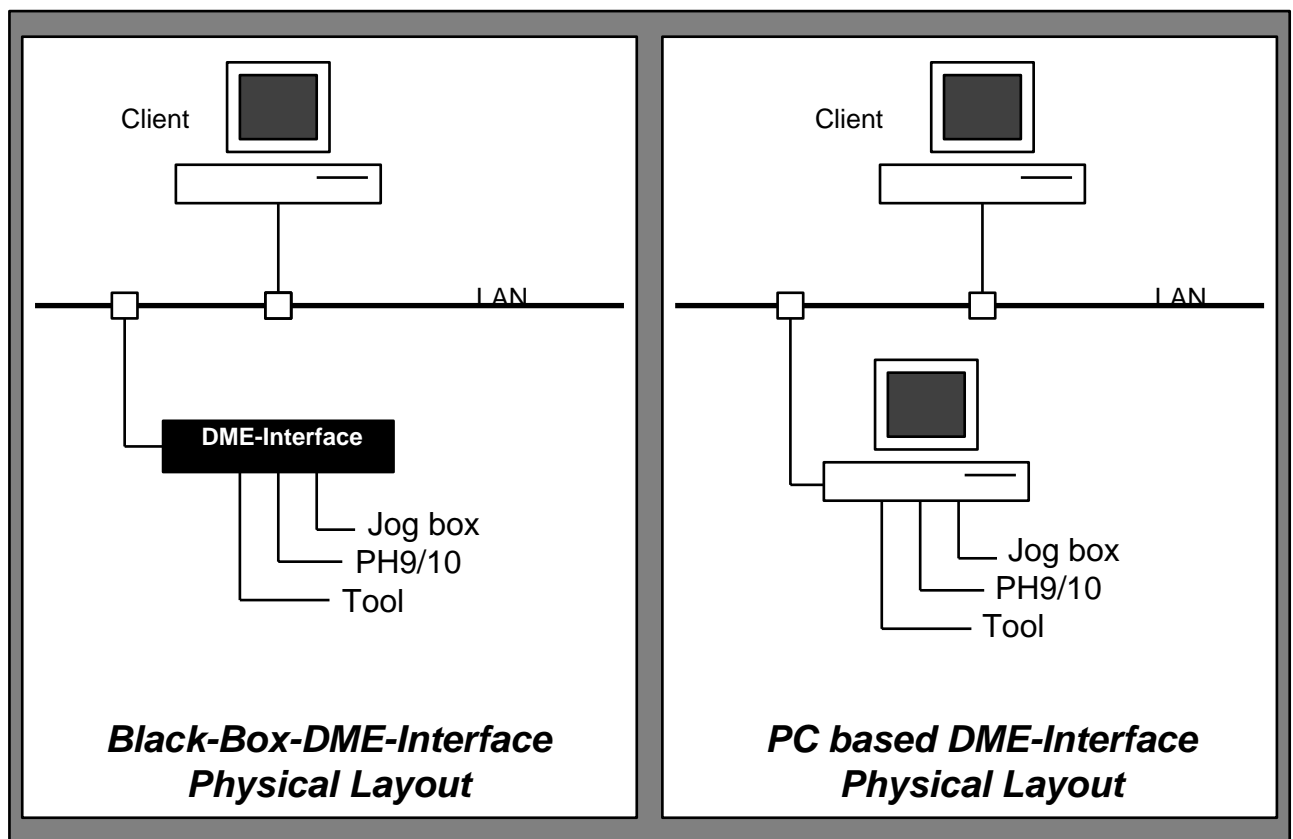 Client
LAN
DME-Interface
Jog box
PH9/10
Tool
Black-Box-DME-Interface
Physical Layout
Client
LAN
Jog box
PH9/10
Tool
PC based DME-Interface
Physical Layout